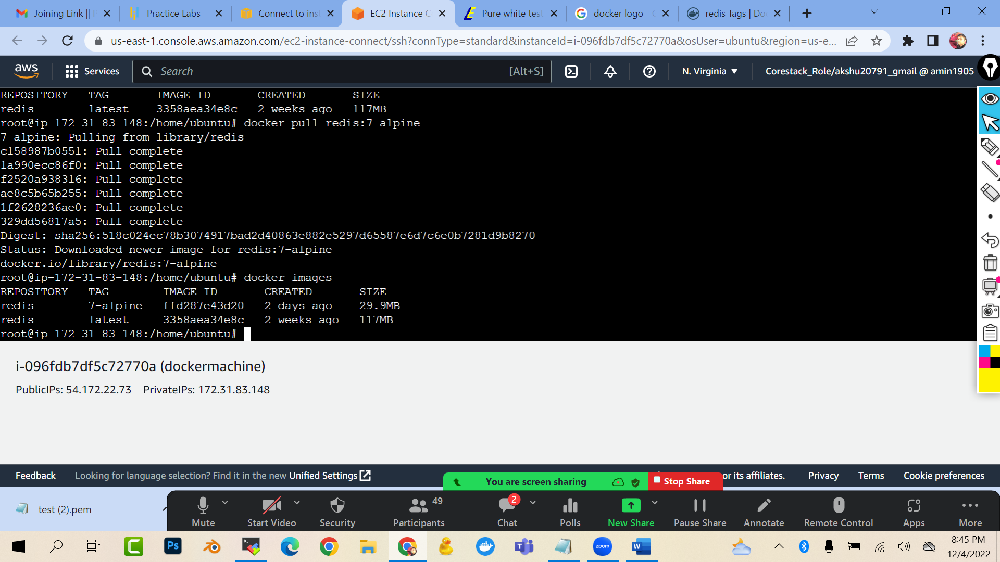 Joining Link || F
Practice Labs
Connect to inst
EC2 Instance C
Pure white test
docker logo - G
redis Tags | Do
us-east-1.console.aws.amazon.com/ec2-instance-connect/ssh?connType=standard&instanceId=i-096fdb7df5c72770a&osUser=ubuntu&region=us-e...
aws Services Search [Alt+S] N. Virginia Corestack_Role/akshu20791_gmail @ amin1905
REPOSITORY TAG IMAGE ID CREATED SIZE
redis latest 3358aea34e8c 2 weeks ago 117MB
root@ip-172-31-83-148:/home/ubuntu# docker pull redis:7-alpine
7-alpine: Pulling from library/redis
c158987b0551: Pull complete
1a990ecc86f0: Pull complete
f2520a938316: Pull complete
ae8c5b65b255: Pull complete
1f2628236ae0: Pull complete
329dd56817a5: Pull complete
Digest: sha256:518c024ec78b3074917bad2d40863e882e5297d65587e6d7c6e0b7281d9b8270
Status: Downloaded newer image for redis:7-alpine
docker.io/library/redis:7-alpine
root@ip-172-31-83-148:/home/ubuntu# docker images
REPOSITORY TAG IMAGE ID CREATED SIZE
redis 7-alpine ffd287e43d20 2 days ago 29.9MB
redis latest 3358aea34e8c 2 weeks ago 117MB
root@ip-172-31-83-148:/home/ubuntu#
i-096fdb7df5c72770a (dockermachine)
PublicIPs: 54.172.22.73 PrivateIPs: 172.31.83.148
Feedback Looking for language selection? Find it in the new Unified Settings or its affiliates. Privacy Terms Cookie preferences
You are screen sharing Stop Share
test (2).pem
49
2
Mute Start Video Security Participants Chat Polls New Share Pause Share Annotate Remote Control Apps More
Ps
zoom
W
8:45 PM
12/4/2022